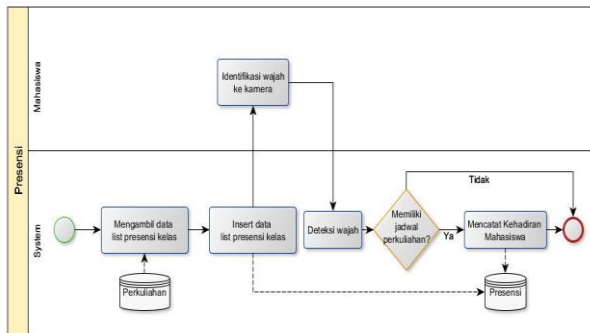 Presensi
Mahasiswa
Identifikasi wajah
ke kamera
System
Mengambil data
list presensi kelas
Insert data
list presensi kelas
Deteksi wajah
Memiliki
jadwal
perkuliahan?
Tidak
Ya
Mencatat Kehadiran
Mahasiswa
Perkuliahan
Presensi